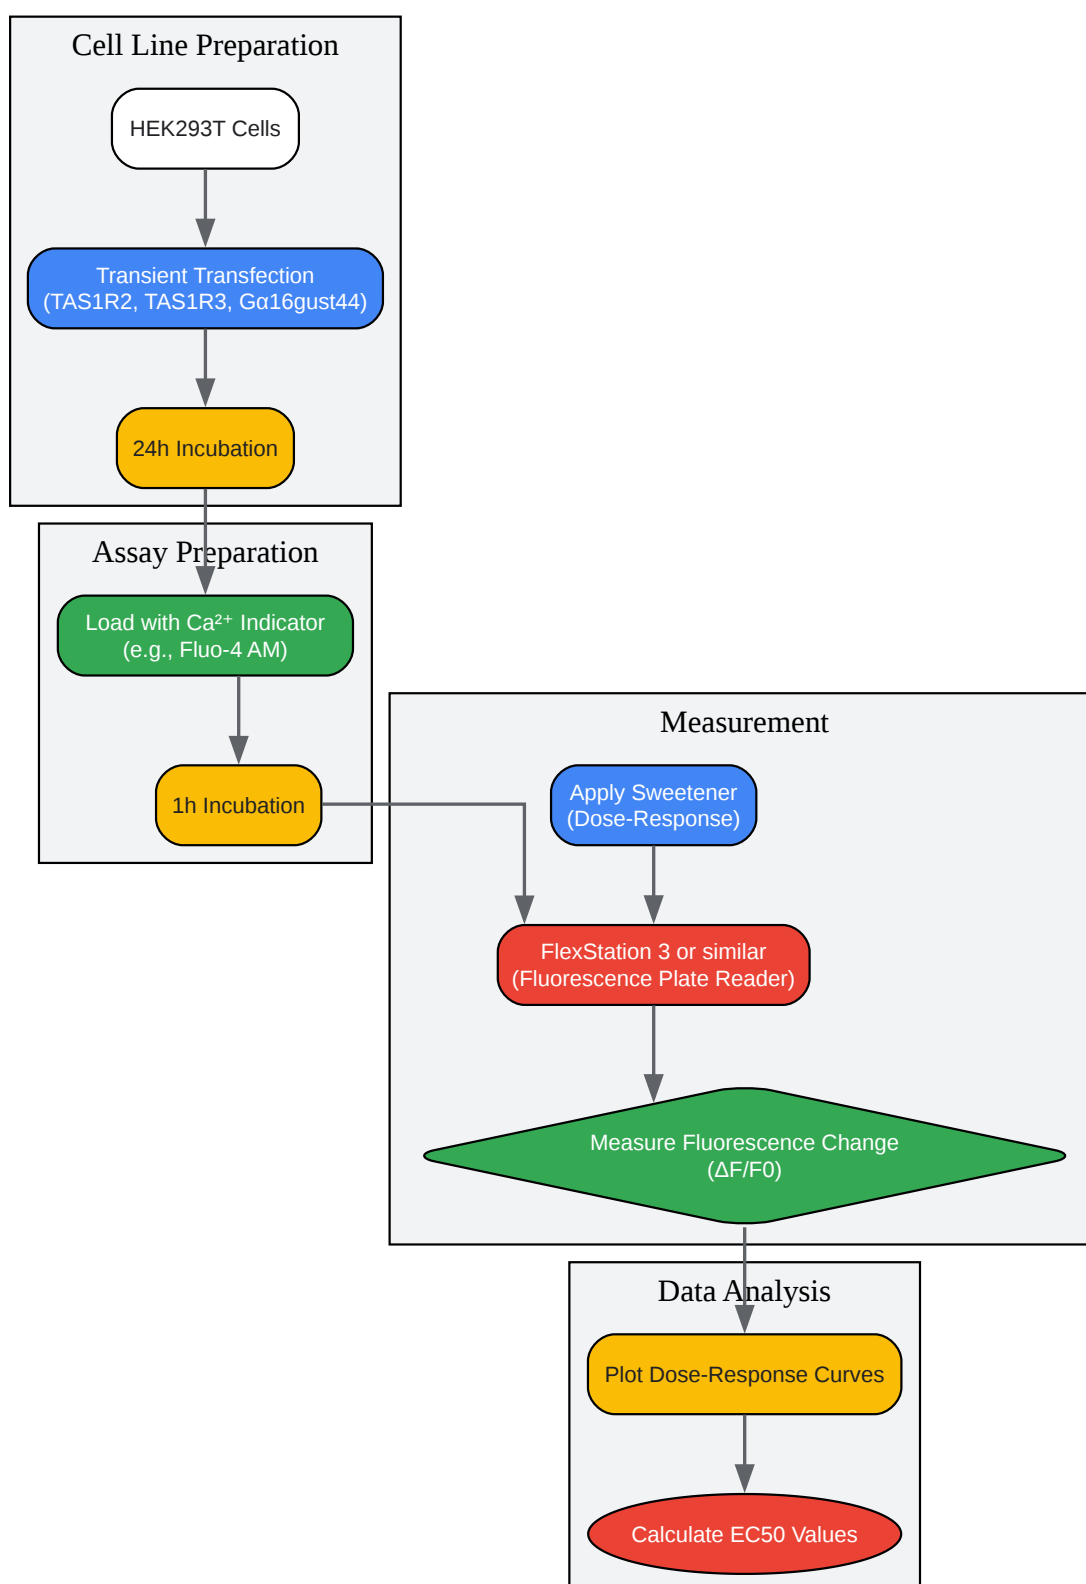 Cell Line Preparation
HEK293T Cells
Transient Transfection
(TAS1R2, TAS1R3, Gα16gust44)
24h Incubation
Assay Preparation
Load with Ca²⁺ Indicator
(e.g., Fluo-4 AM)
1h Incubation
Measurement
Apply Sweetener
(Dose-Response)
FlexStation 3 or similar
(Fluorescence Plate Reader)
Measure Fluorescence Change
(ΔF/F0)
Data Analysis
Plot Dose-Response Curves
Calculate EC50 Values